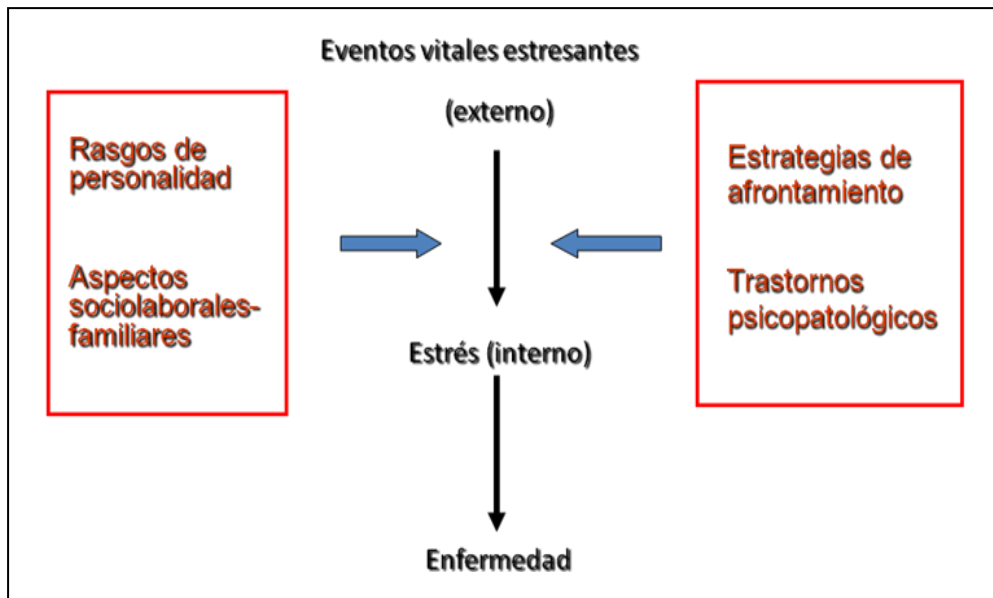 Eventos vitales estresantes
(externo)
Rasgos de
personalidad
Aspectos
sociolaborales-
familiares
Estrategias de
afrontamiento
Trastornos
psicopatológicos
Estrés (interno)
Enfermedad